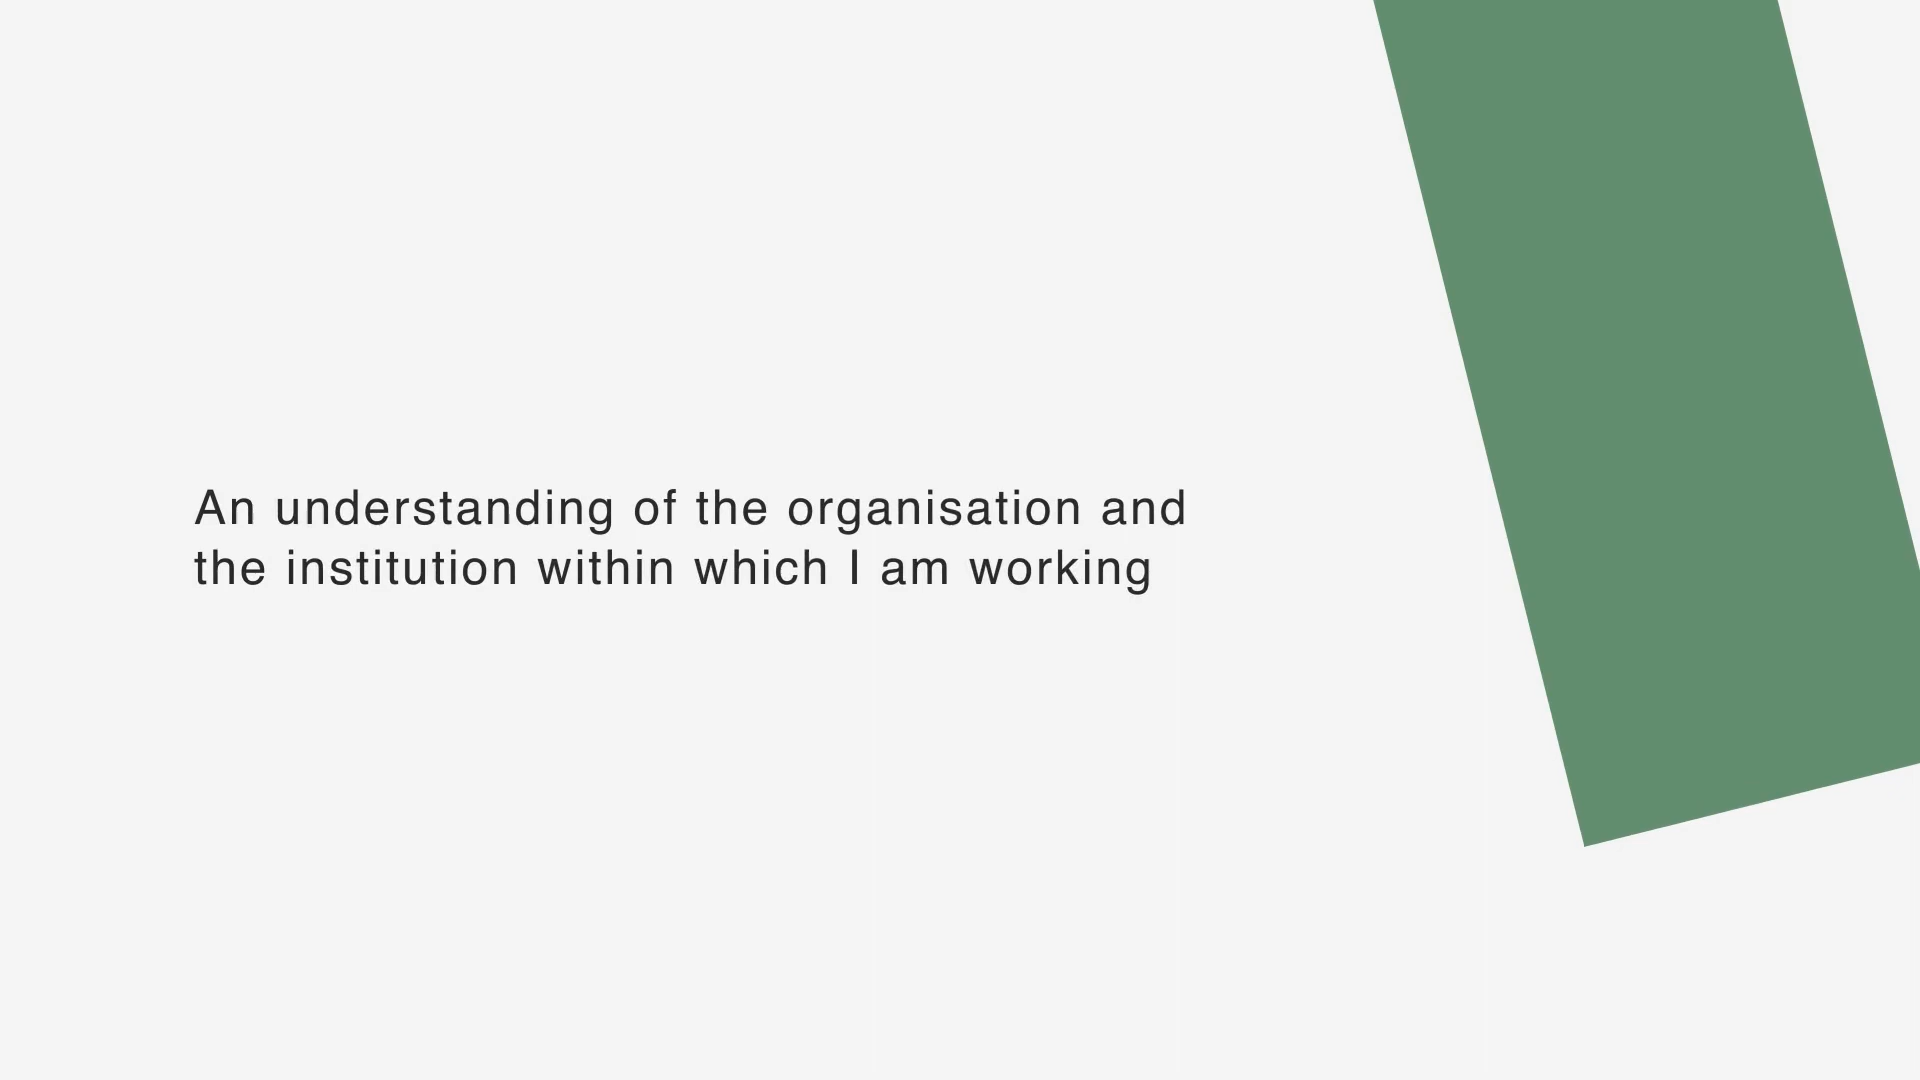 An understanding of the organisation and
the institution within which I am working